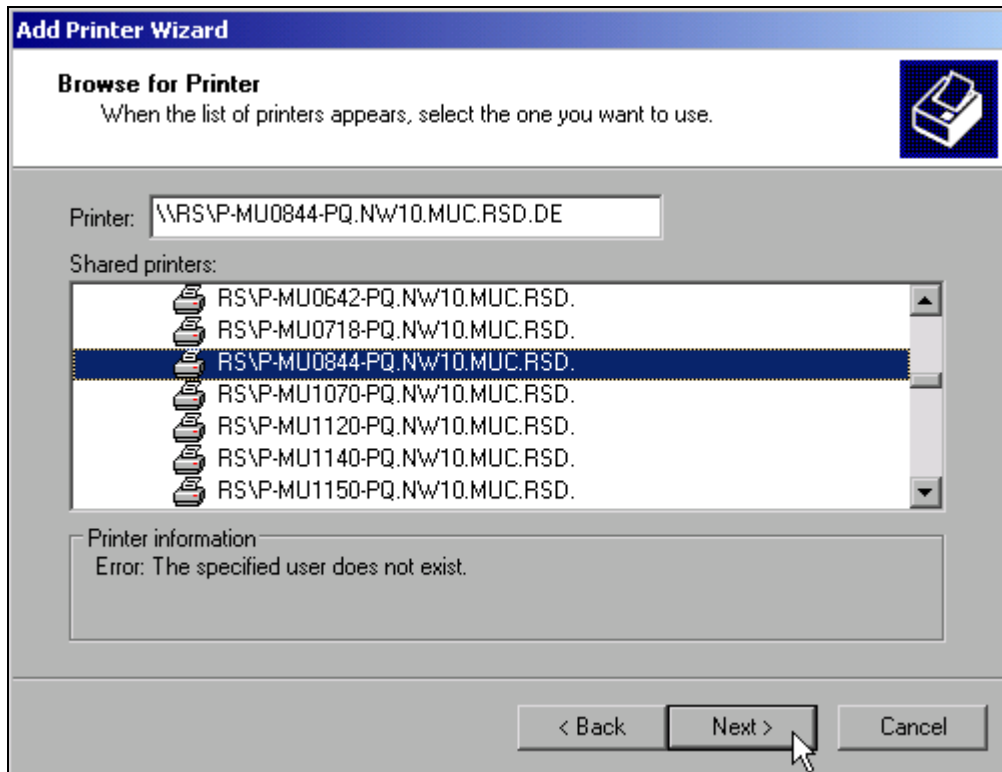 Add Printer Wizard
Browse for Printer
When the list of printers appears, select the one you want to use.
Printer: \\RS\P-MU0844-PQ.NW10.MUC.RSD.DE
Shared printers:
RS\P-MU0642-PQ.NW10.MUC.RSD.
RS\P-MU0718-PQ.NW10.MUC.RSD.
RS\P-MU0844-PQ.NW10.MUC.RSD.
RS\P-MU1070-PQ.NW10.MUC.RSD.
RS\P-MU1120-PQ.NW10.MUC.RSD.
RS\P-MU1140-PQ.NW10.MUC.RSD.
RS\P-MU1150-PQ.NW10.MUC.RSD.
Printer information
Error: The specified user does not exist.
< Back Next > Cancel